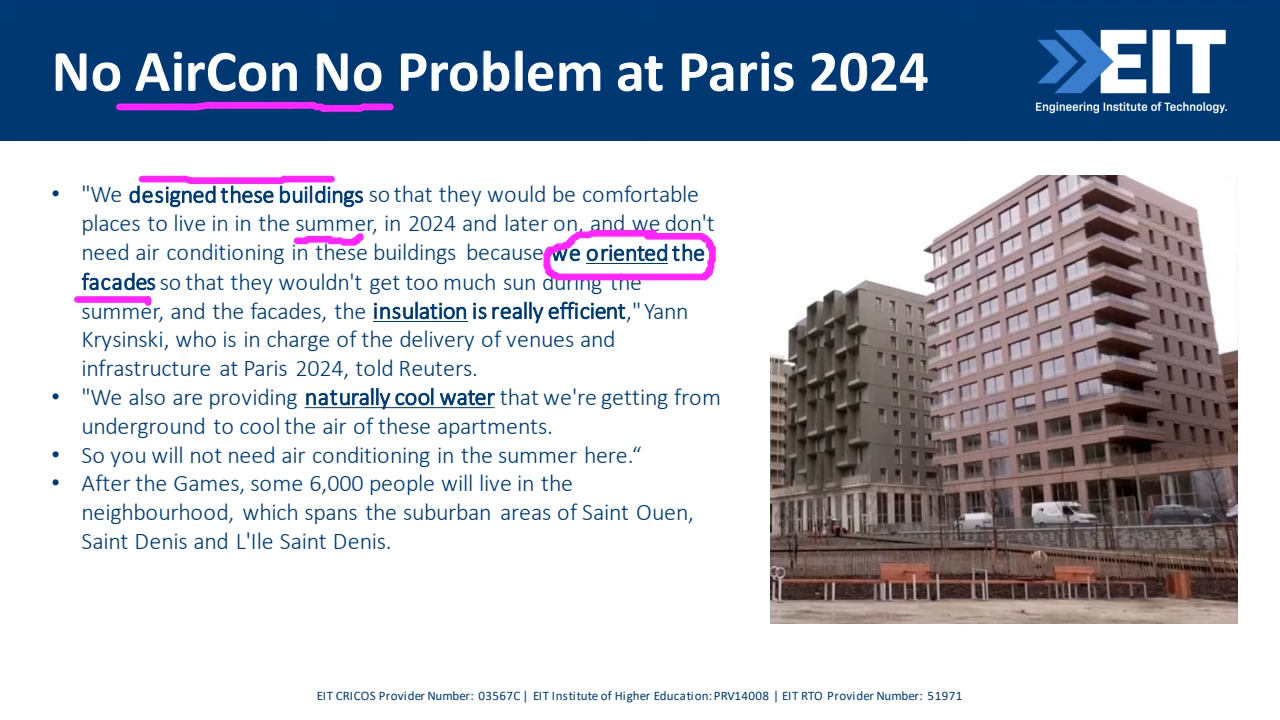 No AirCon No Problem at Paris 2024
EIT
Engineering Institute of Technology.
• "We designed these buildings so that they would be comfortable
places to live in in the summer, in 2024 and later on, and we don't
need air conditioning in these buildings because we oriented the
facades so that they wouldn't get too much sun during the
summer, and the facades, the insulation is really efficient," Yann
Krysinski, who is in charge of the delivery of venues and
infrastructure at Paris 2024, told Reuters.
• "We also are providing naturally cool water that we're getting from
underground to cool the air of these apartments.
• So you will not need air conditioning in the summer here.“
• After the Games, some 6,000 people will live in the
neighbourhood, which spans the suburban areas of Saint Ouen,
Saint Denis and L'Ile Saint Denis.
EIT CRICOS Provider Number: 03567C | EIT Institute of Higher Education: PRV14008 | EIT RTO Provider Number: 51971